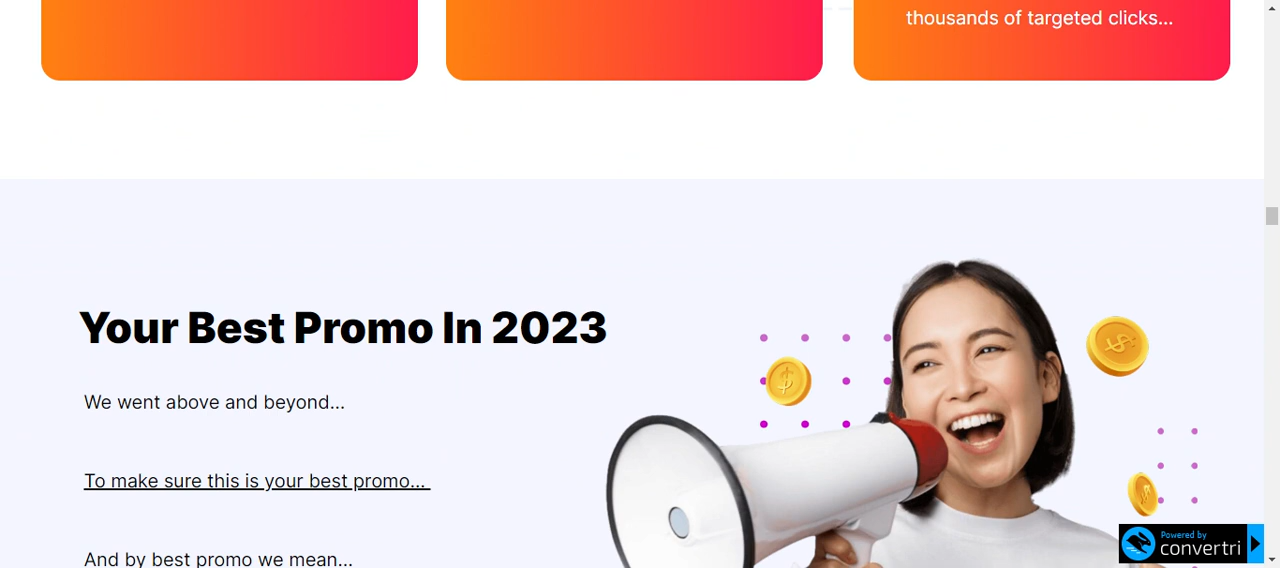 thousands of targeted clicks...
Your Best Promo In 2023
We went above and beyond...
To make sure this is your best promo...
And by best promo we mean...
Powered by
convertri